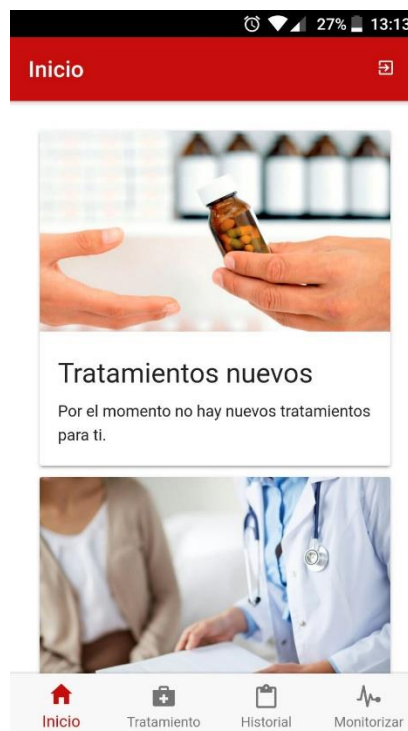 27% 13:13
Inicio
Tratamientos nuevos
Por el momento no hay nuevos tratamientos
para ti.
Inicio Tratamiento Historial Monitorizar